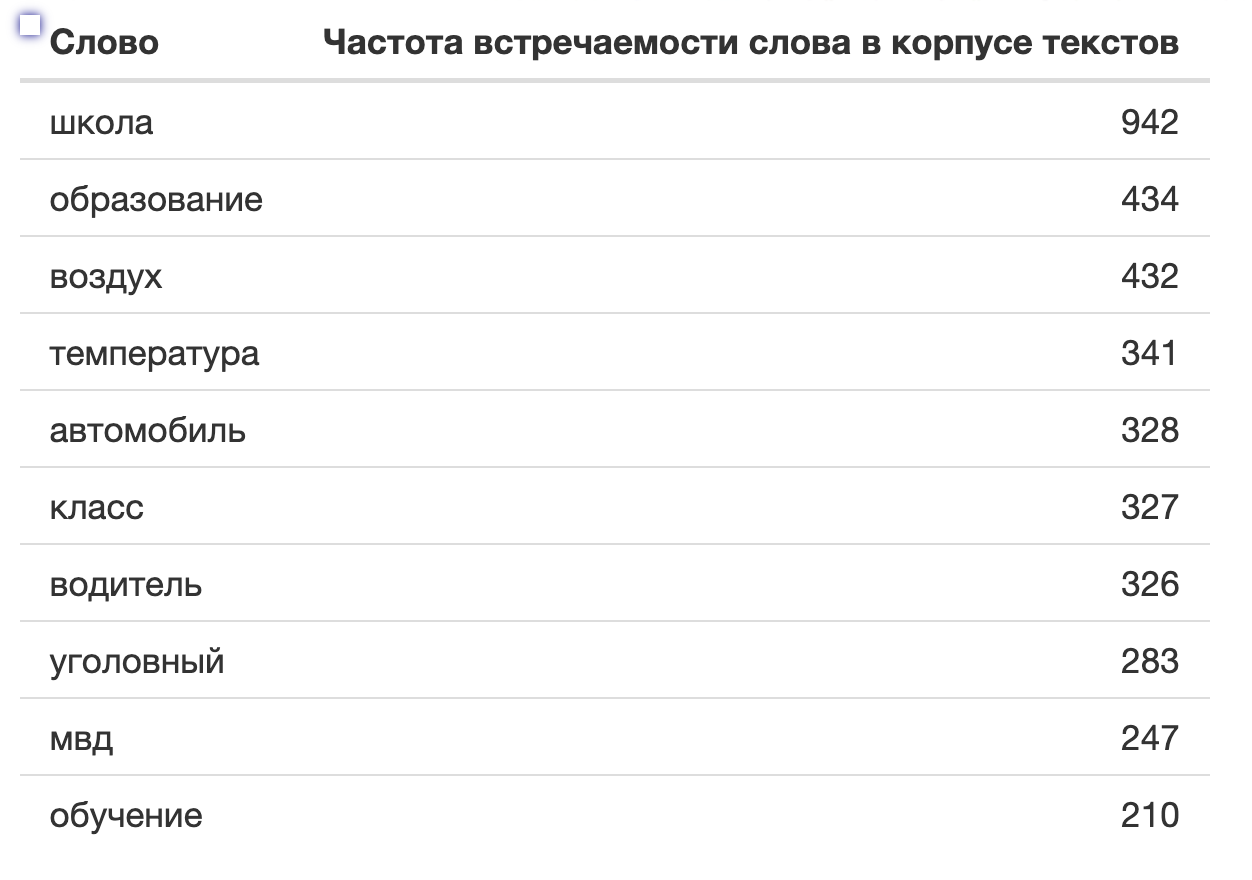 Слово Частота встречаемости слова в корпусе текстов
школа 942
образование 434
воздух 432
температура 341
автомобиль 328
класс 327
водитель 326
уголовный 283
мвд 247
обучение 210